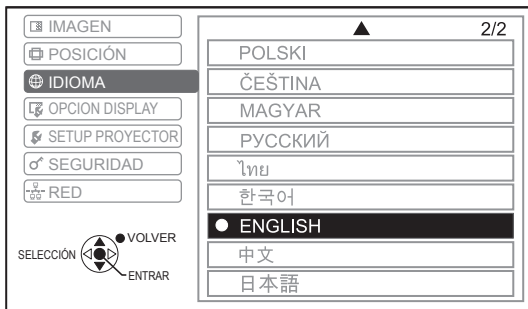 IMAGEN
POSICIÓN
IDIOMA
OPCION DISPLAY
SETUP PROYECTOR
SEGURIDAD
RED
VOLVER
SELECCIÓN
ENTRAR
2/2
POLSKI
ČEŠTINA
MAGYAR
РУССКИЙ
ไทย
한국어
ENGLISH
中文
日本語